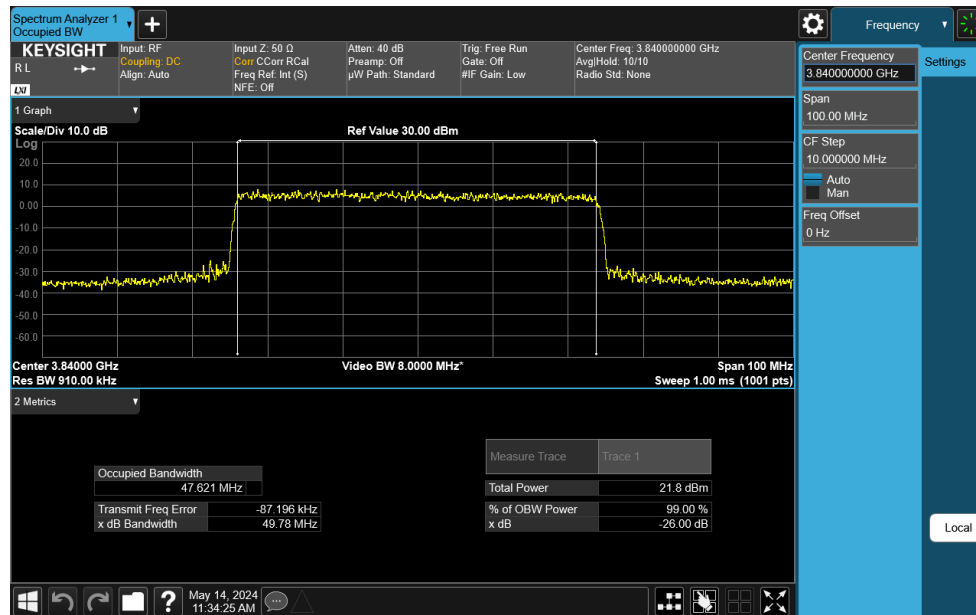 Spectrum Analyzer 1
Occupied BW
Frequency
KEYSIGHT
R L
LXI
Input: RF
Coupling: DC
Align: Auto
Input Z: 50 Ω
Corr CCorr RCal
Freq Ref: Int (S)
NFE: Off
Atten: 40 dB
Preamp: Off
µW Path: Standard
Trig: Free Run
Gate: Off
#IF Gain: Low
Center Freq: 3.840000000 GHz
Avg|Hold: 10/10
Radio Std: None
Center Frequency
3.840000000 GHz
Settings
Span
100.00 MHz
CF Step
10.000000 MHz
Auto
Man
Freq Offset
0 Hz
Local
1 Graph
Scale/Div 10.0 dB
Ref Value 30.00 dBm
Log
20.0
10.0
0.00
-10.0
-20.0
-30.0
-40.0
-50.0
-60.0
Center 3.84000 GHz
Video BW 8.0000 MHz*
Span 100 MHz
Res BW 910.00 kHz
Sweep 1.00 ms (1001 pts)
2 Metrics
Measure Trace
Trace 1
Occupied Bandwidth
47.621 MHz
Total Power
21.8 dBm
Transmit Freq Error
-87.196 kHz
% of OBW Power
99.00 %
x dB Bandwidth
49.78 MHz
x dB
-26.00 dB
?
May 14, 2024
11:34:25 AM